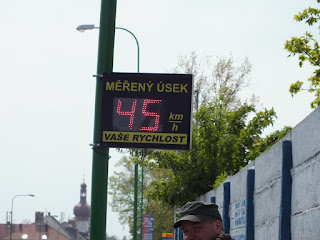 MĚŘENÝ ÚSEK
45 km/h
VAŠE RYCHLOST